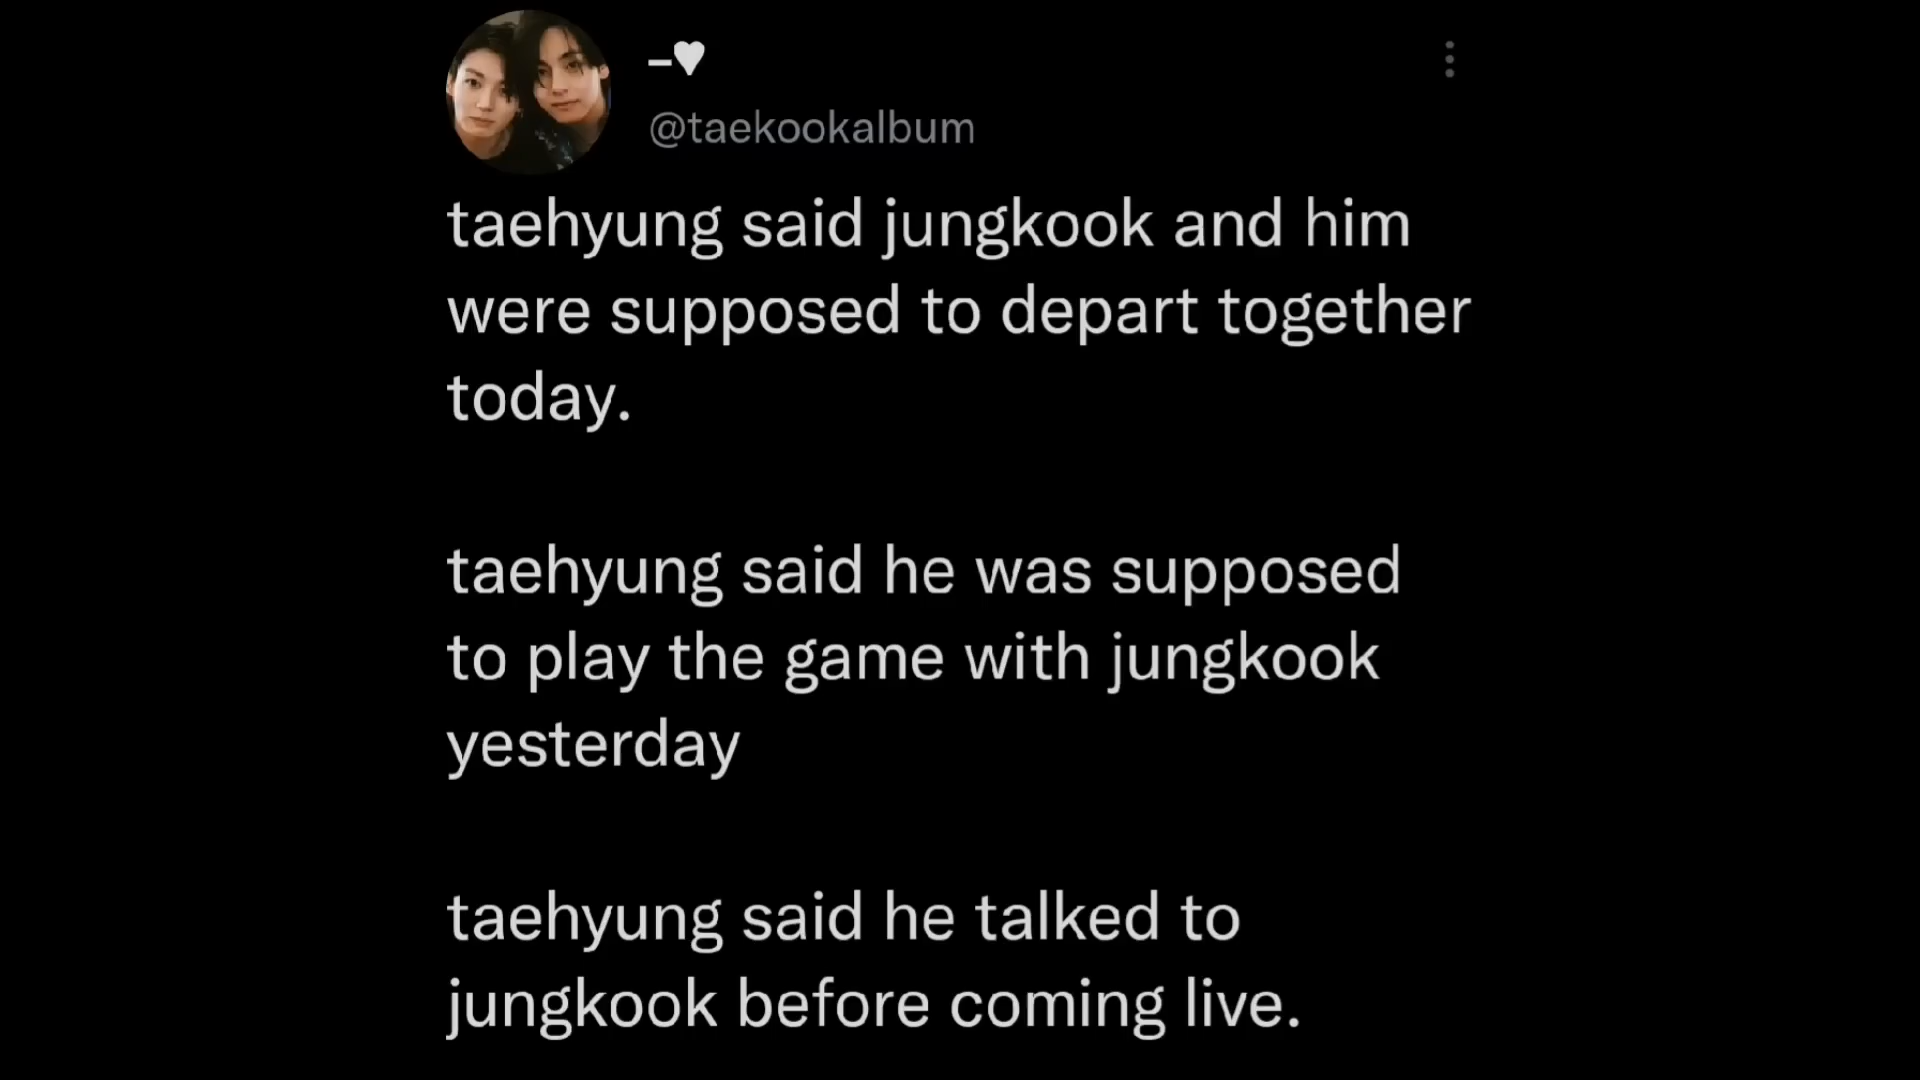 –♥
@taekookalbum
taehyung said jungkook and him
were supposed to depart together
today.
taehyung said he was supposed
to play the game with jungkook
yesterday
taehyung said he talked to
jungkook before coming live.